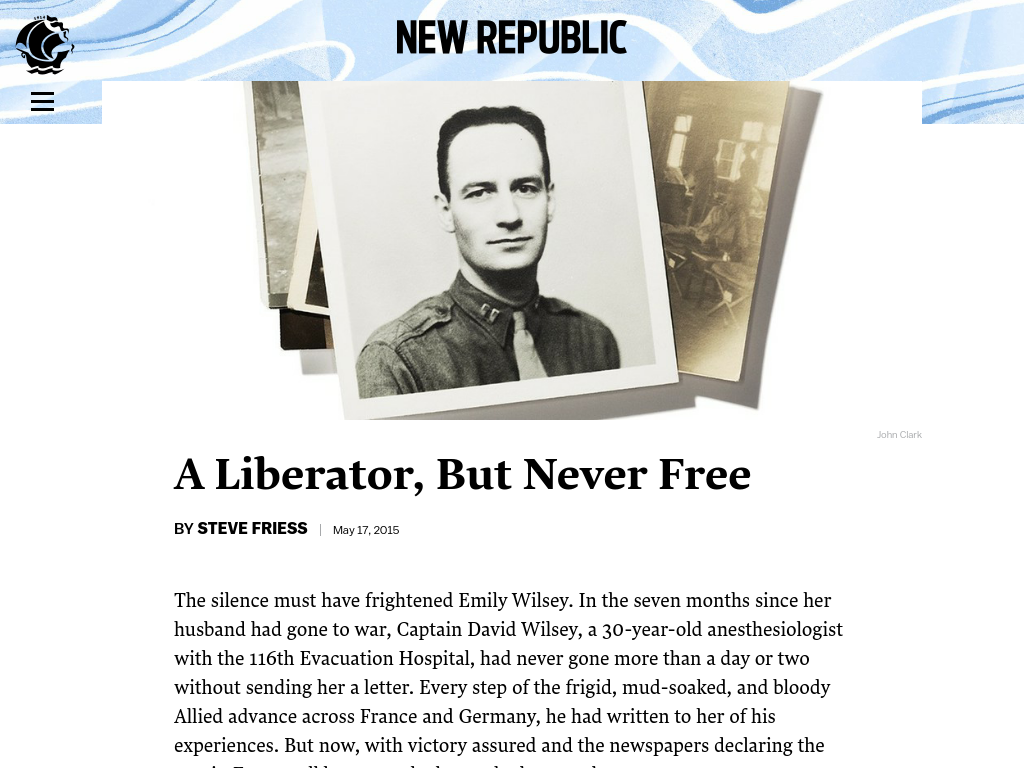 NEW REPUBLIC
John Clark
A Liberator, But Never Free
BY STEVE FRIESS | May 17, 2015
The silence must have frightened Emily Wilsey. In the seven months since her
husband had gone to war, Captain David Wilsey, a 30-year-old anesthesiologist
with the 116th Evacuation Hospital, had never gone more than a day or two
without sending her a letter. Every step of the frigid, mud-soaked, and bloody
Allied advance across France and Germany, he had written to her of his
experiences. But now, with victory assured and the newspapers declaring the